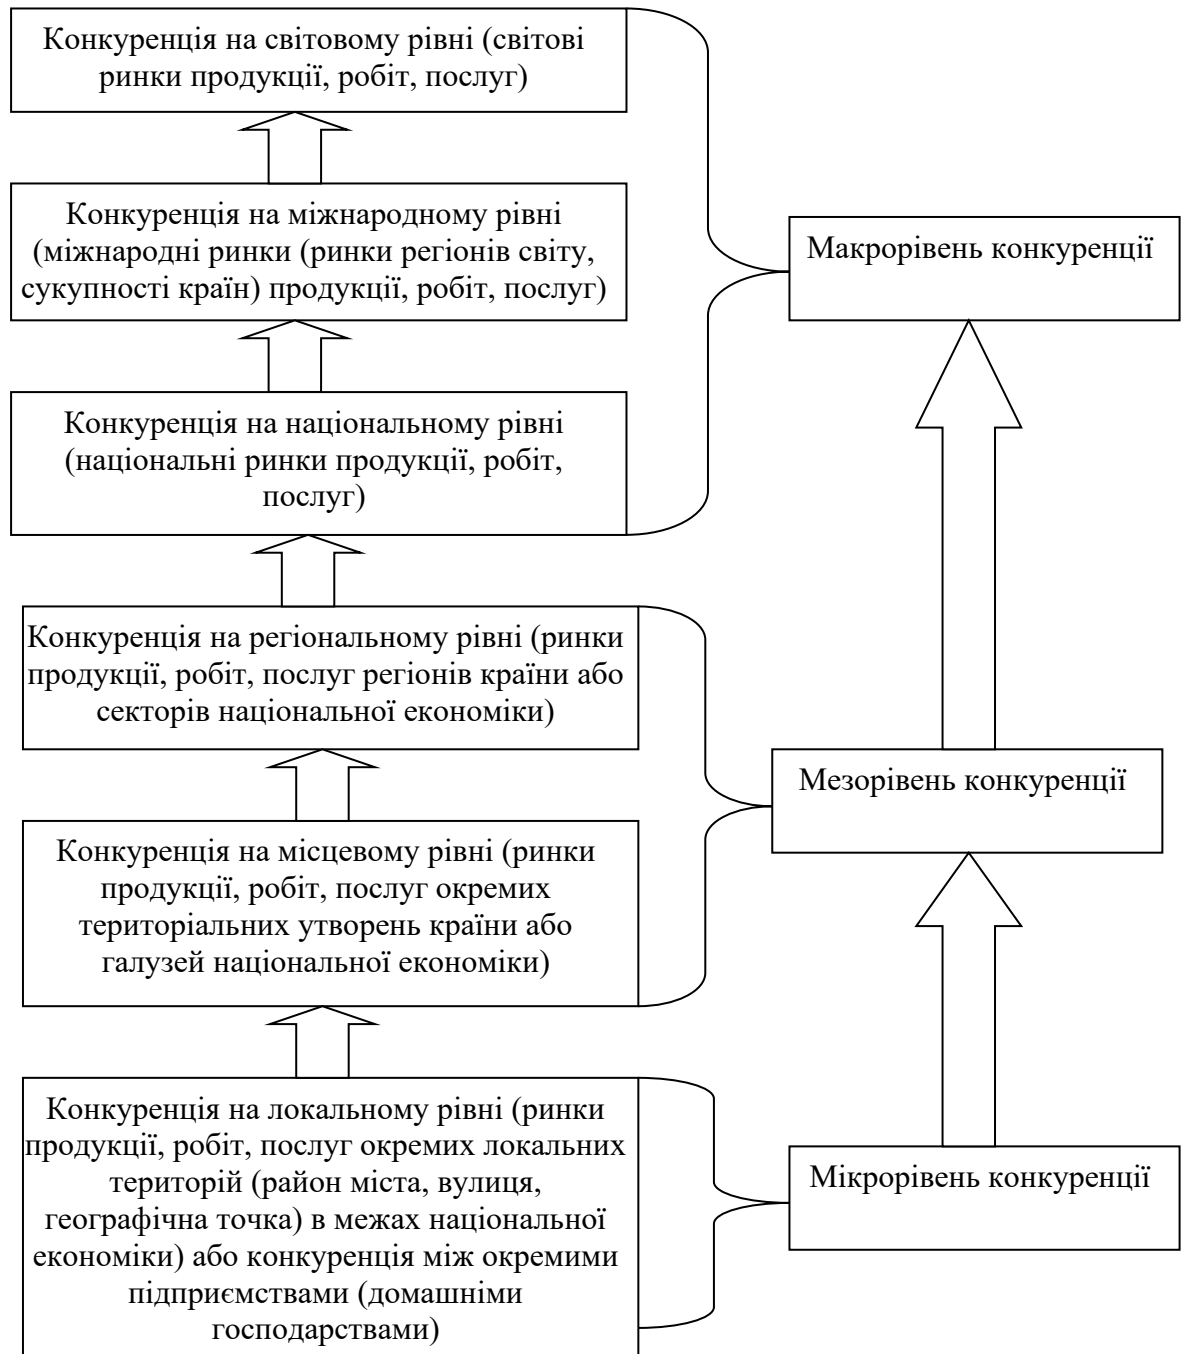 Конкуренція на світовому рівні (світові
ринки продукції, робіт, послуг)
Конкуренція на міжнародному рівні
(міжнародні ринки (ринки регіонів світу,
сукупності країн) продукції, робіт, послуг)
Макрорівень конкуренції
Конкуренція на національному рівні
(національні ринки продукції, робіт,
послуг)
Конкуренція на регіональному рівні (ринки
продукції, робіт, послуг регіонів країни або
секторів національної економіки)
Мезорівень конкуренції
Конкуренція на місцевому рівні (ринки
продукції, робіт, послуг окремих
територіальних утворень країни або
галузей національної економіки)
Конкуренція на локальному рівні (ринки
продукції, робіт, послуг окремих локальних
територій (район міста, вулиця,
географічна точка) в межах національної
економіки) або конкуренція між окремими
підприємствами (домашніми
господарствами)
Мікрорівень конкуренції